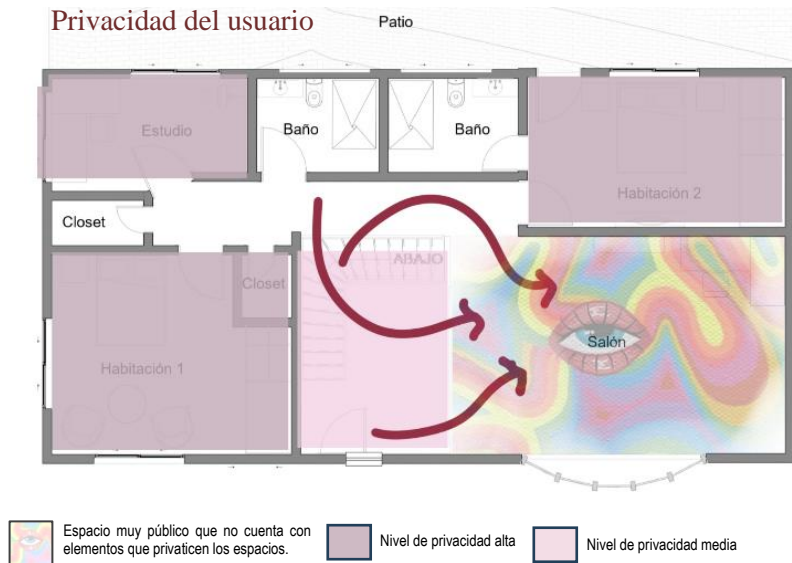 Privacidad del usuario
Patio
Estudio
Baño
Baño
Habitación 2
Closet
ABAJO
Closet
Salón
Habitación 1
Espacio muy público que no cuenta con
elementos que privaticen los espacios.
Nivel de privacidad alta
Nivel de privacidad media